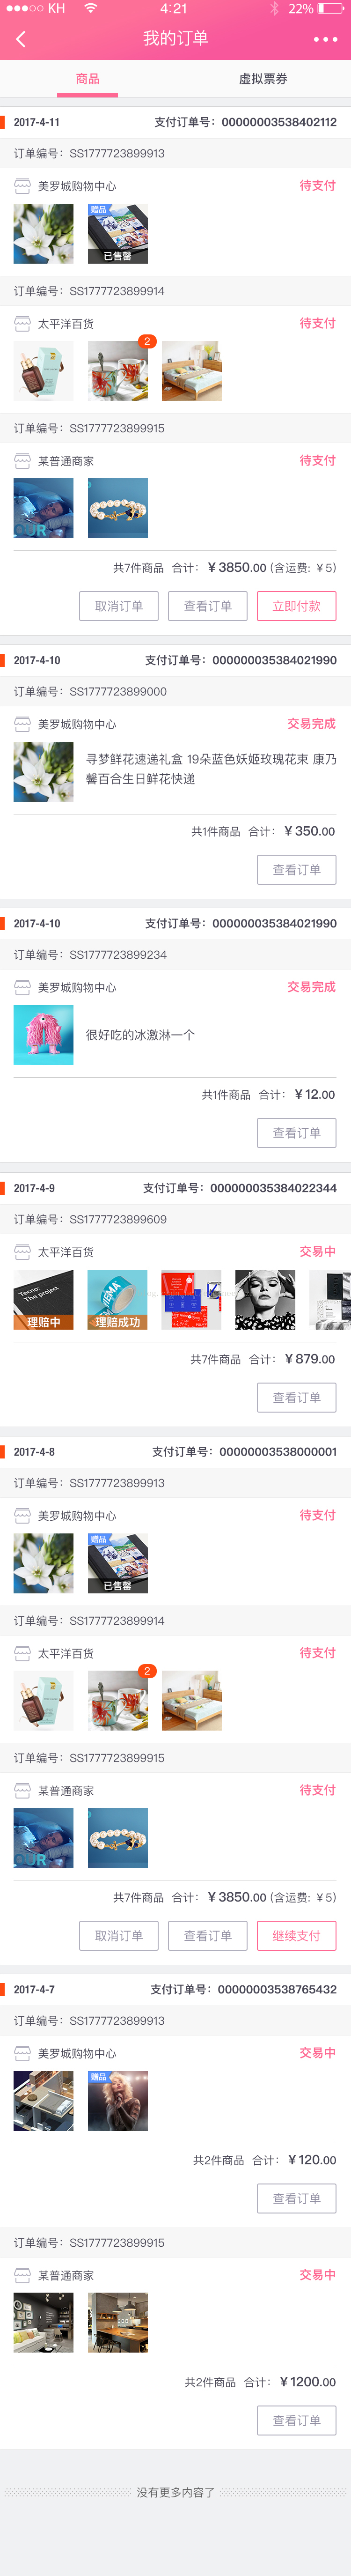 KH 4:21 22%
我的订单
商品 虚拟票券
2017-4-11 支付订单号：00000003538402112
订单编号：SS1777723899913
美罗城购物中心 待支付
赠品
已售罄
订单编号：SS1777723899914
太平洋百货 待支付
2
订单编号：SS1777723899915
某普通商家 待支付
OUR
共7件商品 合计：￥3850.00 (含运费：￥5)
取消订单 查看订单 立即付款
2017-4-10 支付订单号：000000035384021990
订单编号：SS1777723899000
美罗城购物中心 交易完成
寻梦鲜花速递礼盒 19朵蓝色妖姬玫瑰花束 康乃
馨百合生日鲜花快递
共1件商品 合计：￥350.00
查看订单
2017-4-10 支付订单号：000000035384021990
订单编号：SS1777723899234
美罗城购物中心 交易完成
很好吃的冰激淋一个
共1件商品 合计：￥12.00
查看订单
2017-4-9 支付订单号：000000035384022344
订单编号：SS1777723899609
太平洋百货 交易中
Tecno:
The project
理赔中 理赔成功
共7件商品 合计：￥879.00
查看订单
2017-4-8 支付订单号：00000003538000001
订单编号：SS1777723899913
美罗城购物中心 待支付
赠品
已售罄
订单编号：SS1777723899914
太平洋百货 待支付
2
订单编号：SS1777723899915
某普通商家 待支付
OUR
共7件商品 合计：￥3850.00 (含运费：￥5)
取消订单 查看订单 继续支付
2017-4-7 支付订单号：00000003538765432
订单编号：SS1777723899913
美罗城购物中心 交易中
赠品
共2件商品 合计：￥120.00
查看订单
订单编号：SS1777723899915
某普通商家 交易中
共2件商品 合计：￥1200.00
查看订单
没有更多内容了